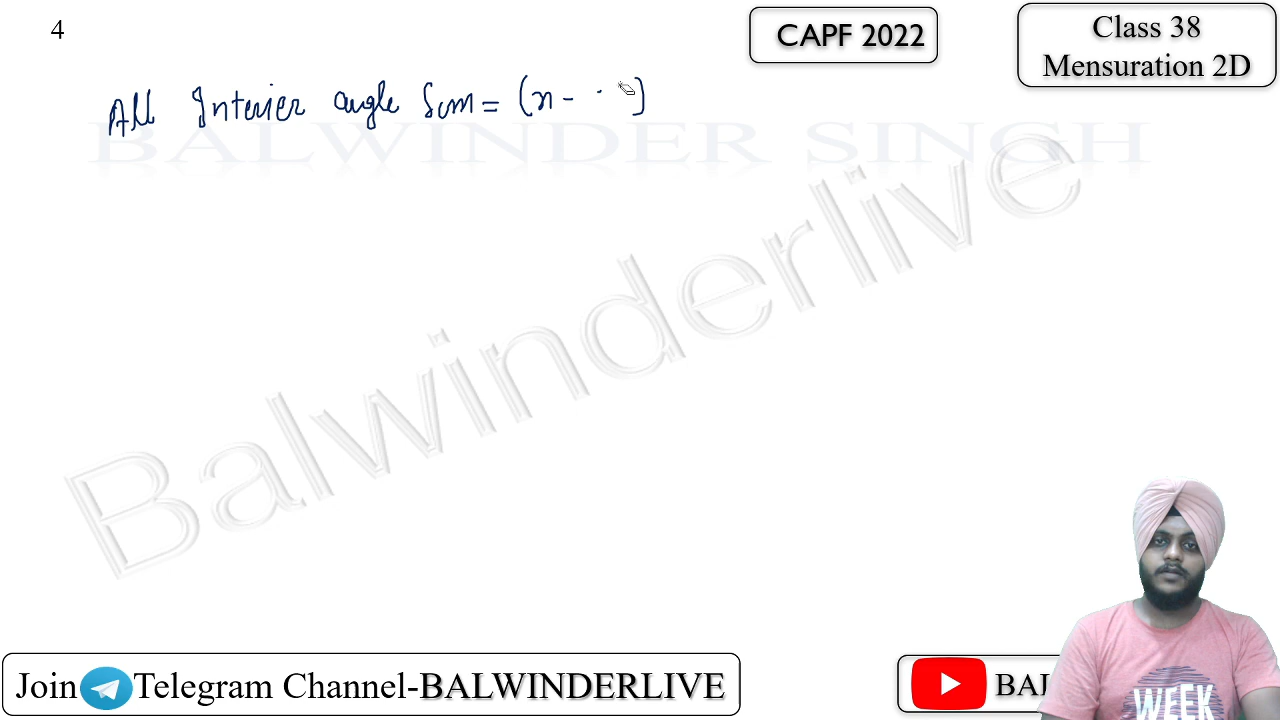 4
CAPF 2022
Class 38
Mensuration 2D
All Interier angle Sum = (n -
BALWINDER SINGH
Balwinderlive
Join Telegram Channel-BALWINDERLIVE
BAL
WEEK